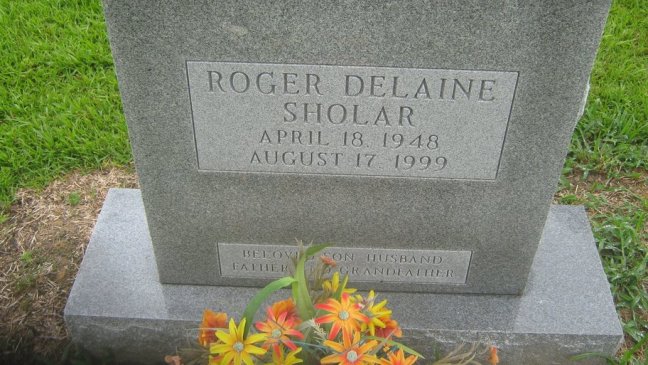 ROGER DELAINE
SHOLAR
APRIL 18, 1948
AUGUST 17, 1999
BELOVED SON HUSBAND
FATHER GRANDFATHER